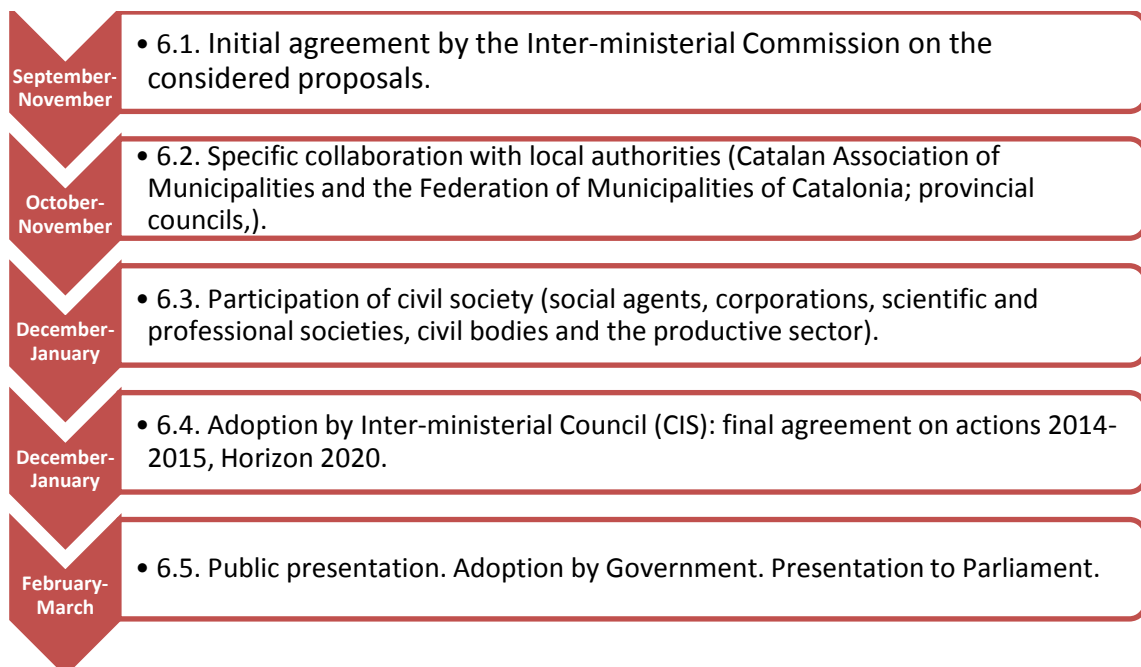 September-
November
• 6.1. Initial agreement by the Inter-ministerial Commission on the
considered proposals.
October-
November
• 6.2. Specific collaboration with local authorities (Catalan Association of
Municipalities and the Federation of Municipalities of Catalonia; provincial
councils,).
December-
January
• 6.3. Participation of civil society (social agents, corporations, scientific and
professional societies, civil bodies and the productive sector).
December-
January
• 6.4. Adoption by Inter-ministerial Council (CIS): final agreement on actions 2014-
2015, Horizon 2020.
February-
March
• 6.5. Public presentation. Adoption by Government. Presentation to Parliament.